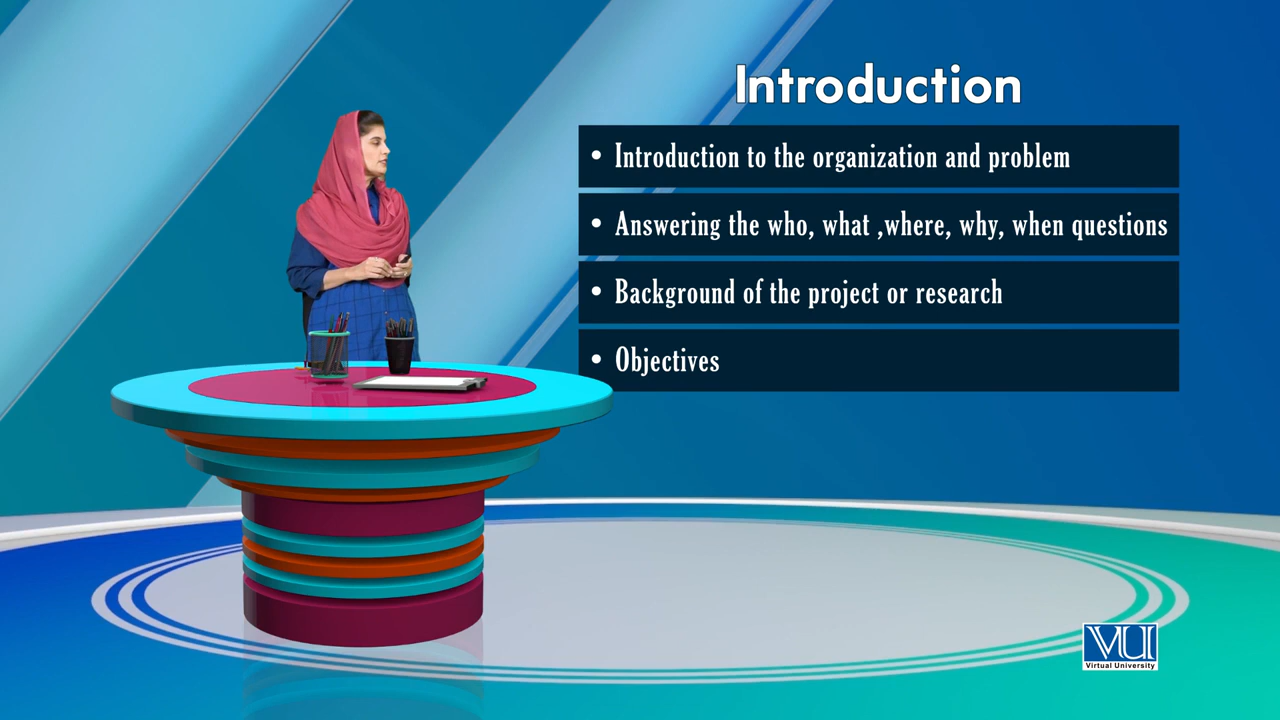 Introduction
• Introduction to the organization and problem
• Answering the who, what ,where, why, when questions
• Background of the project or research
• Objectives
VU
Virtual University